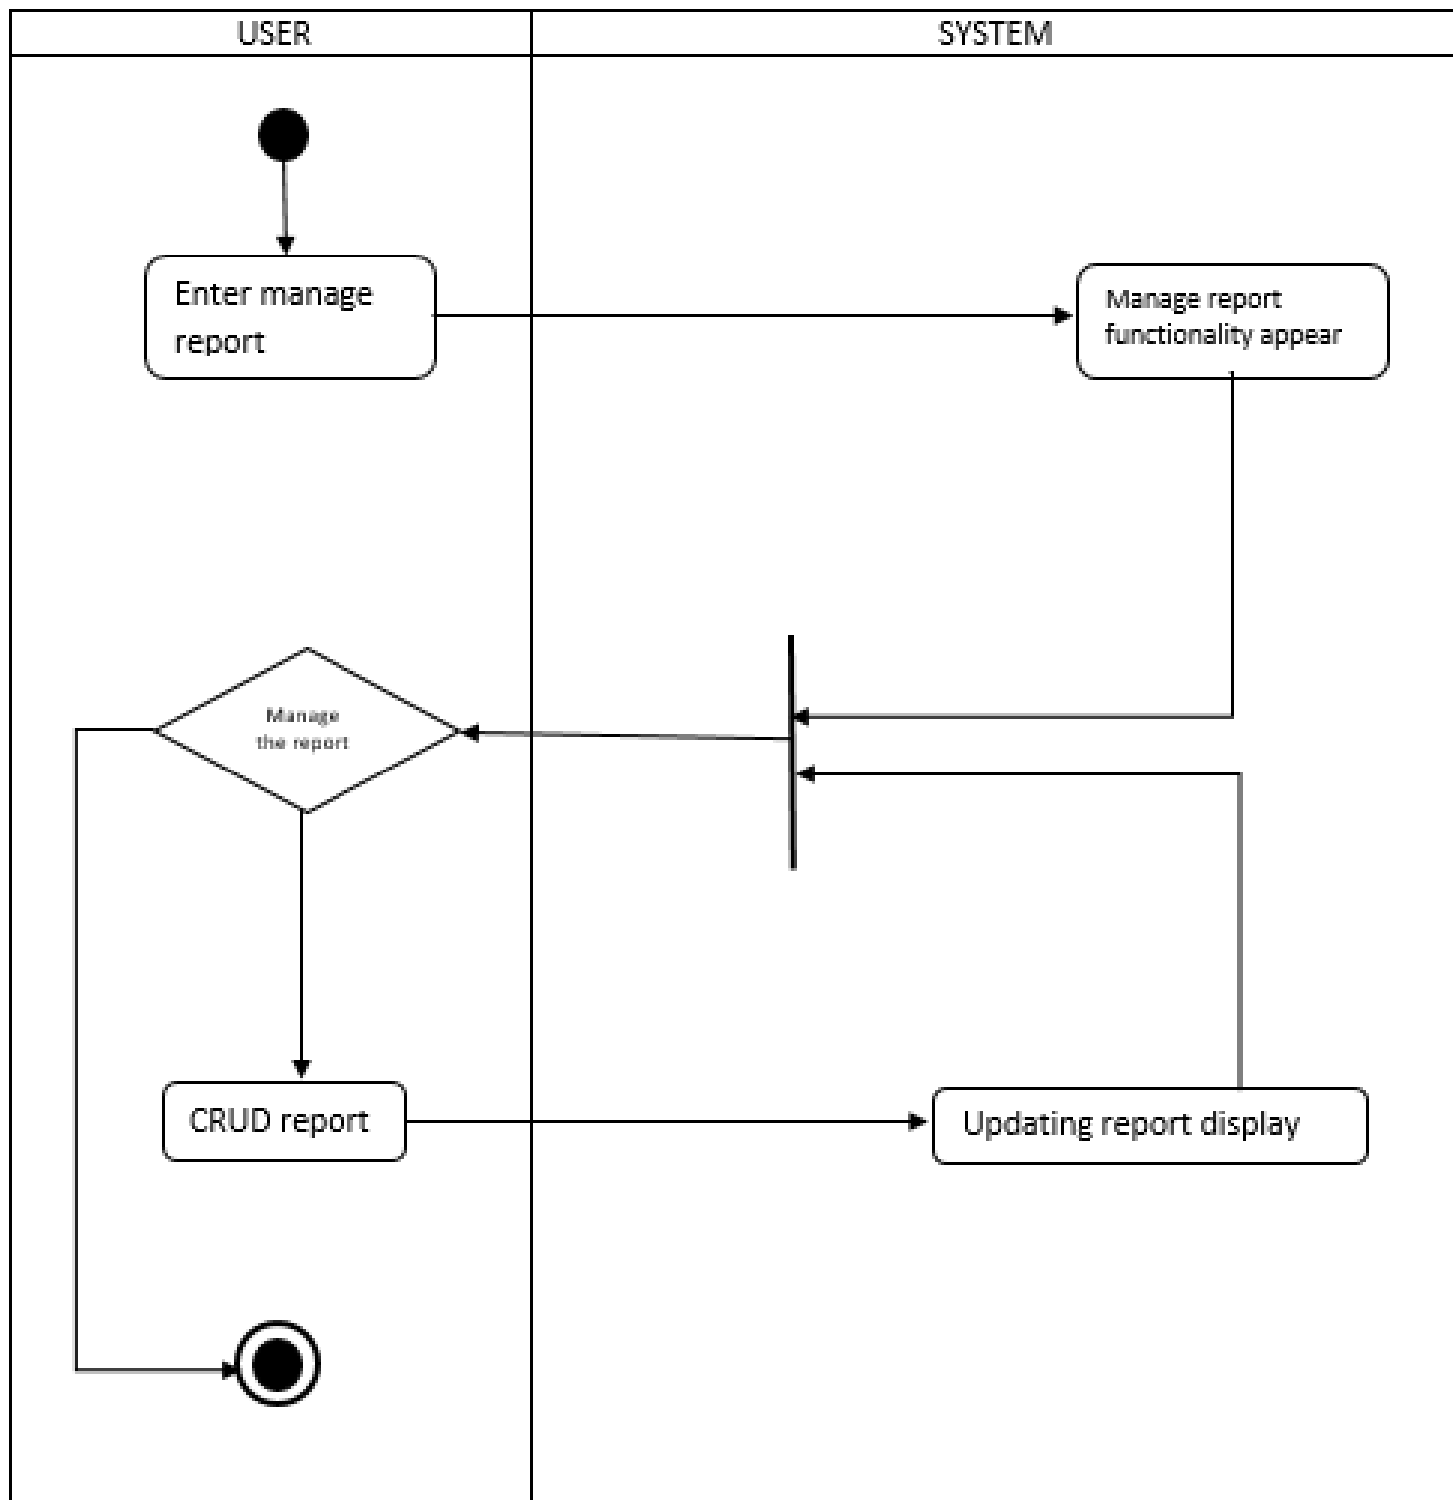 USER
SYSTEM
Enter manage
report
Manage report
functionality appear
Manage
the report
CRUD report
Updating report display